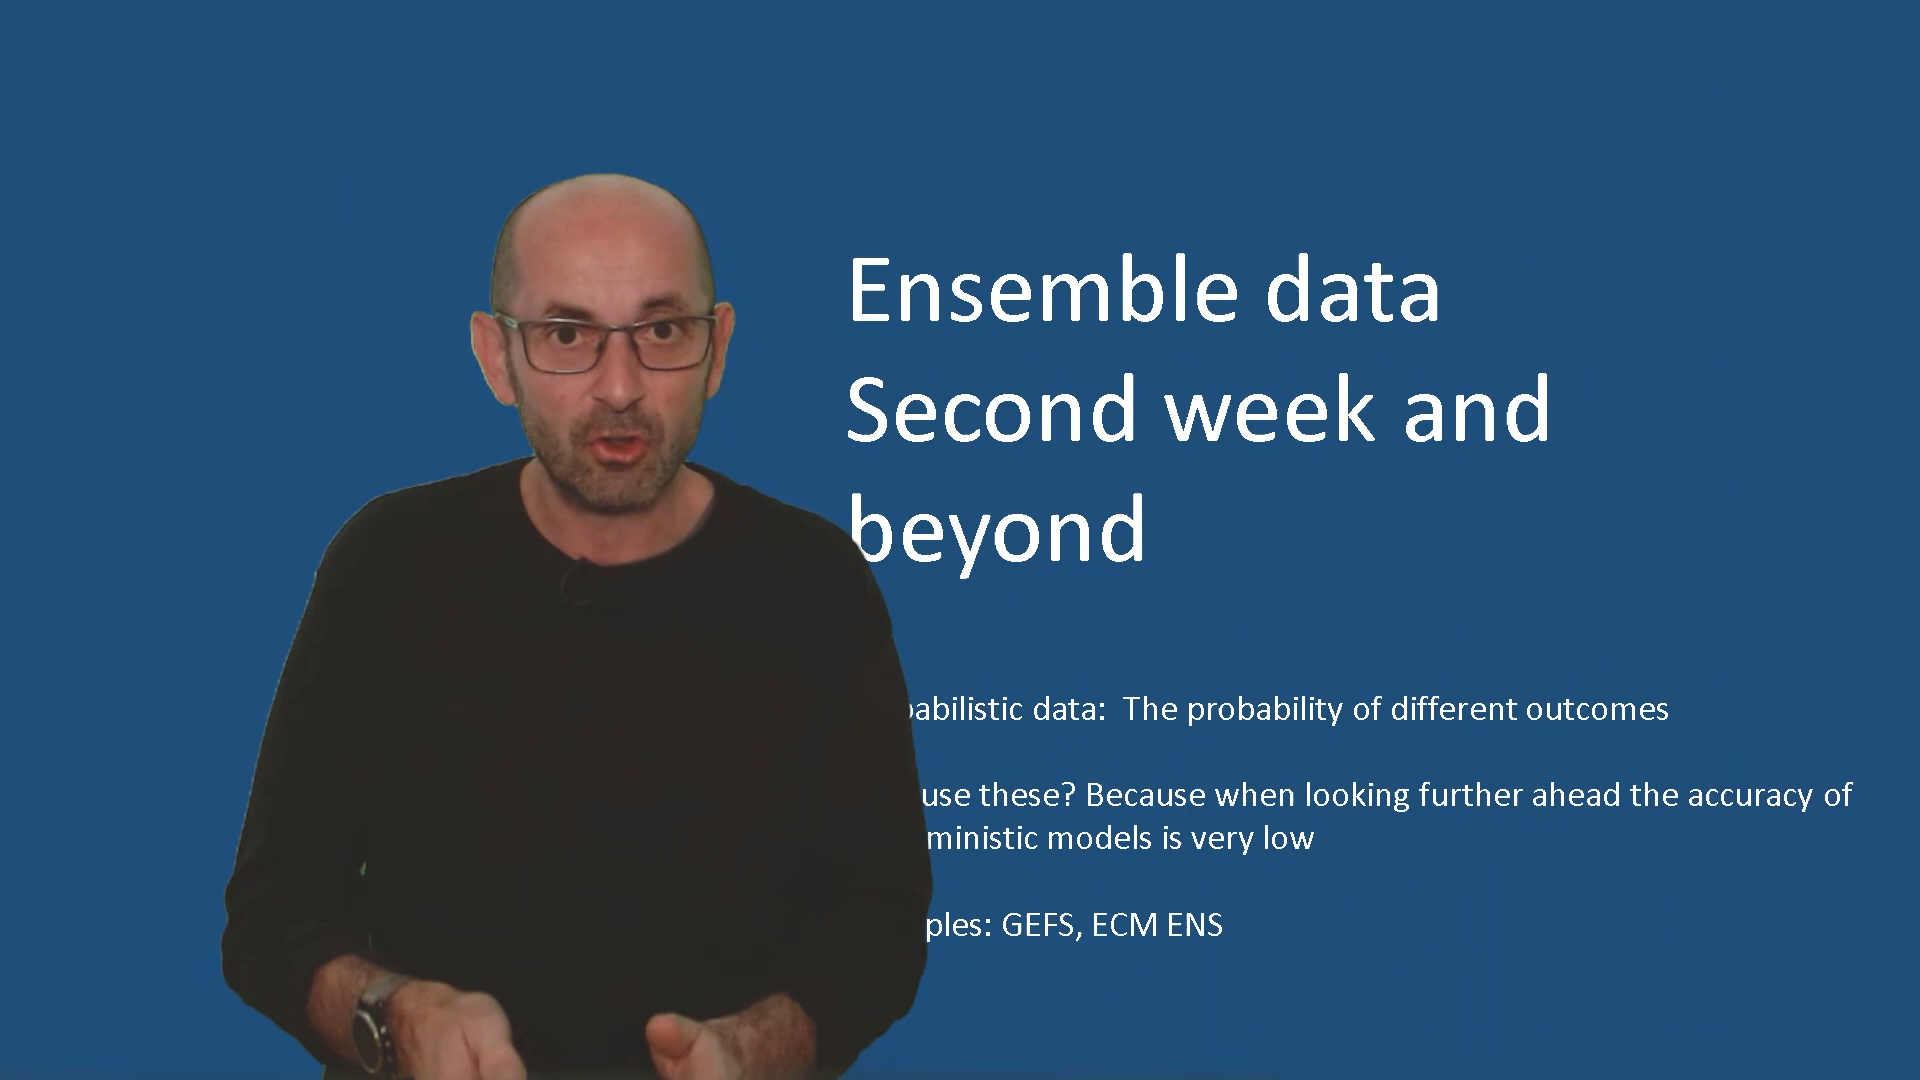 Ensemble data
Second week and
beyond
babilistic data: The probability of different outcomes
use these? Because when looking further ahead the accuracy of
ministic models is very low
ples: GEFS, ECM ENS